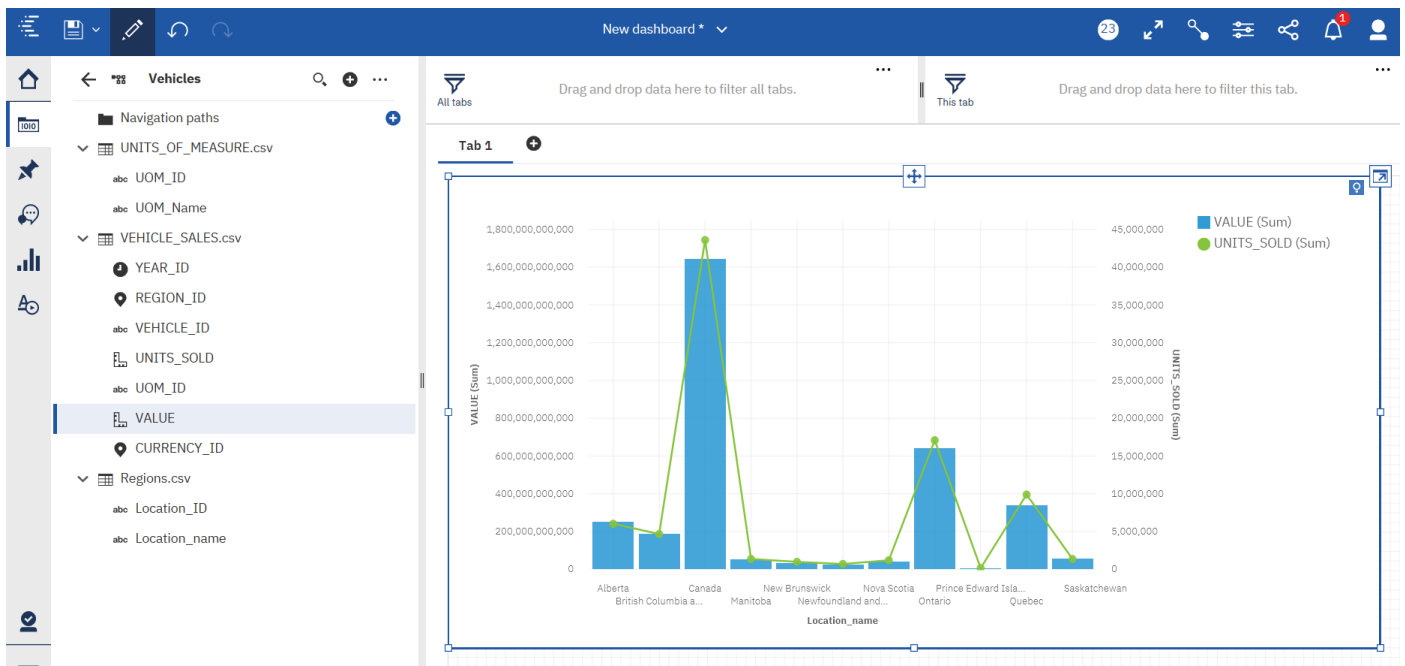 New dashboard *
23
1
Vehicles
Navigation paths
UNITS_OF_MEASURE.csv
abc UOM_ID
abc UOM_Name
VEHICLE_SALES.csv
YEAR_ID
REGION_ID
abc VEHICLE_ID
UNITS_SOLD
abc UOM_ID
VALUE
CURRENCY_ID
Regions.csv
abc Location_ID
abc Location_name
All tabs
Drag and drop data here to filter all tabs.
This tab
Drag and drop data here to filter this tab.
Tab 1
VALUE (Sum)
UNITS_SOLD (Sum)
VALUE (Sum)
1,800,000,000,000
1,600,000,000,000
1,400,000,000,000
1,200,000,000,000
1,000,000,000,000
800,000,000,000
600,000,000,000
400,000,000,000
200,000,000,000
0
45,000,000
40,000,000
35,000,000
30,000,000
25,000,000
20,000,000
15,000,000
10,000,000
5,000,000
0
UNITS_SOLD (Sum)
Alberta
British Columbia a...
Canada
Manitoba
New Brunswick
Newfoundland and...
Nova Scotia
Ontario
Prince Edward Isla...
Quebec
Saskatchewan
Location_name